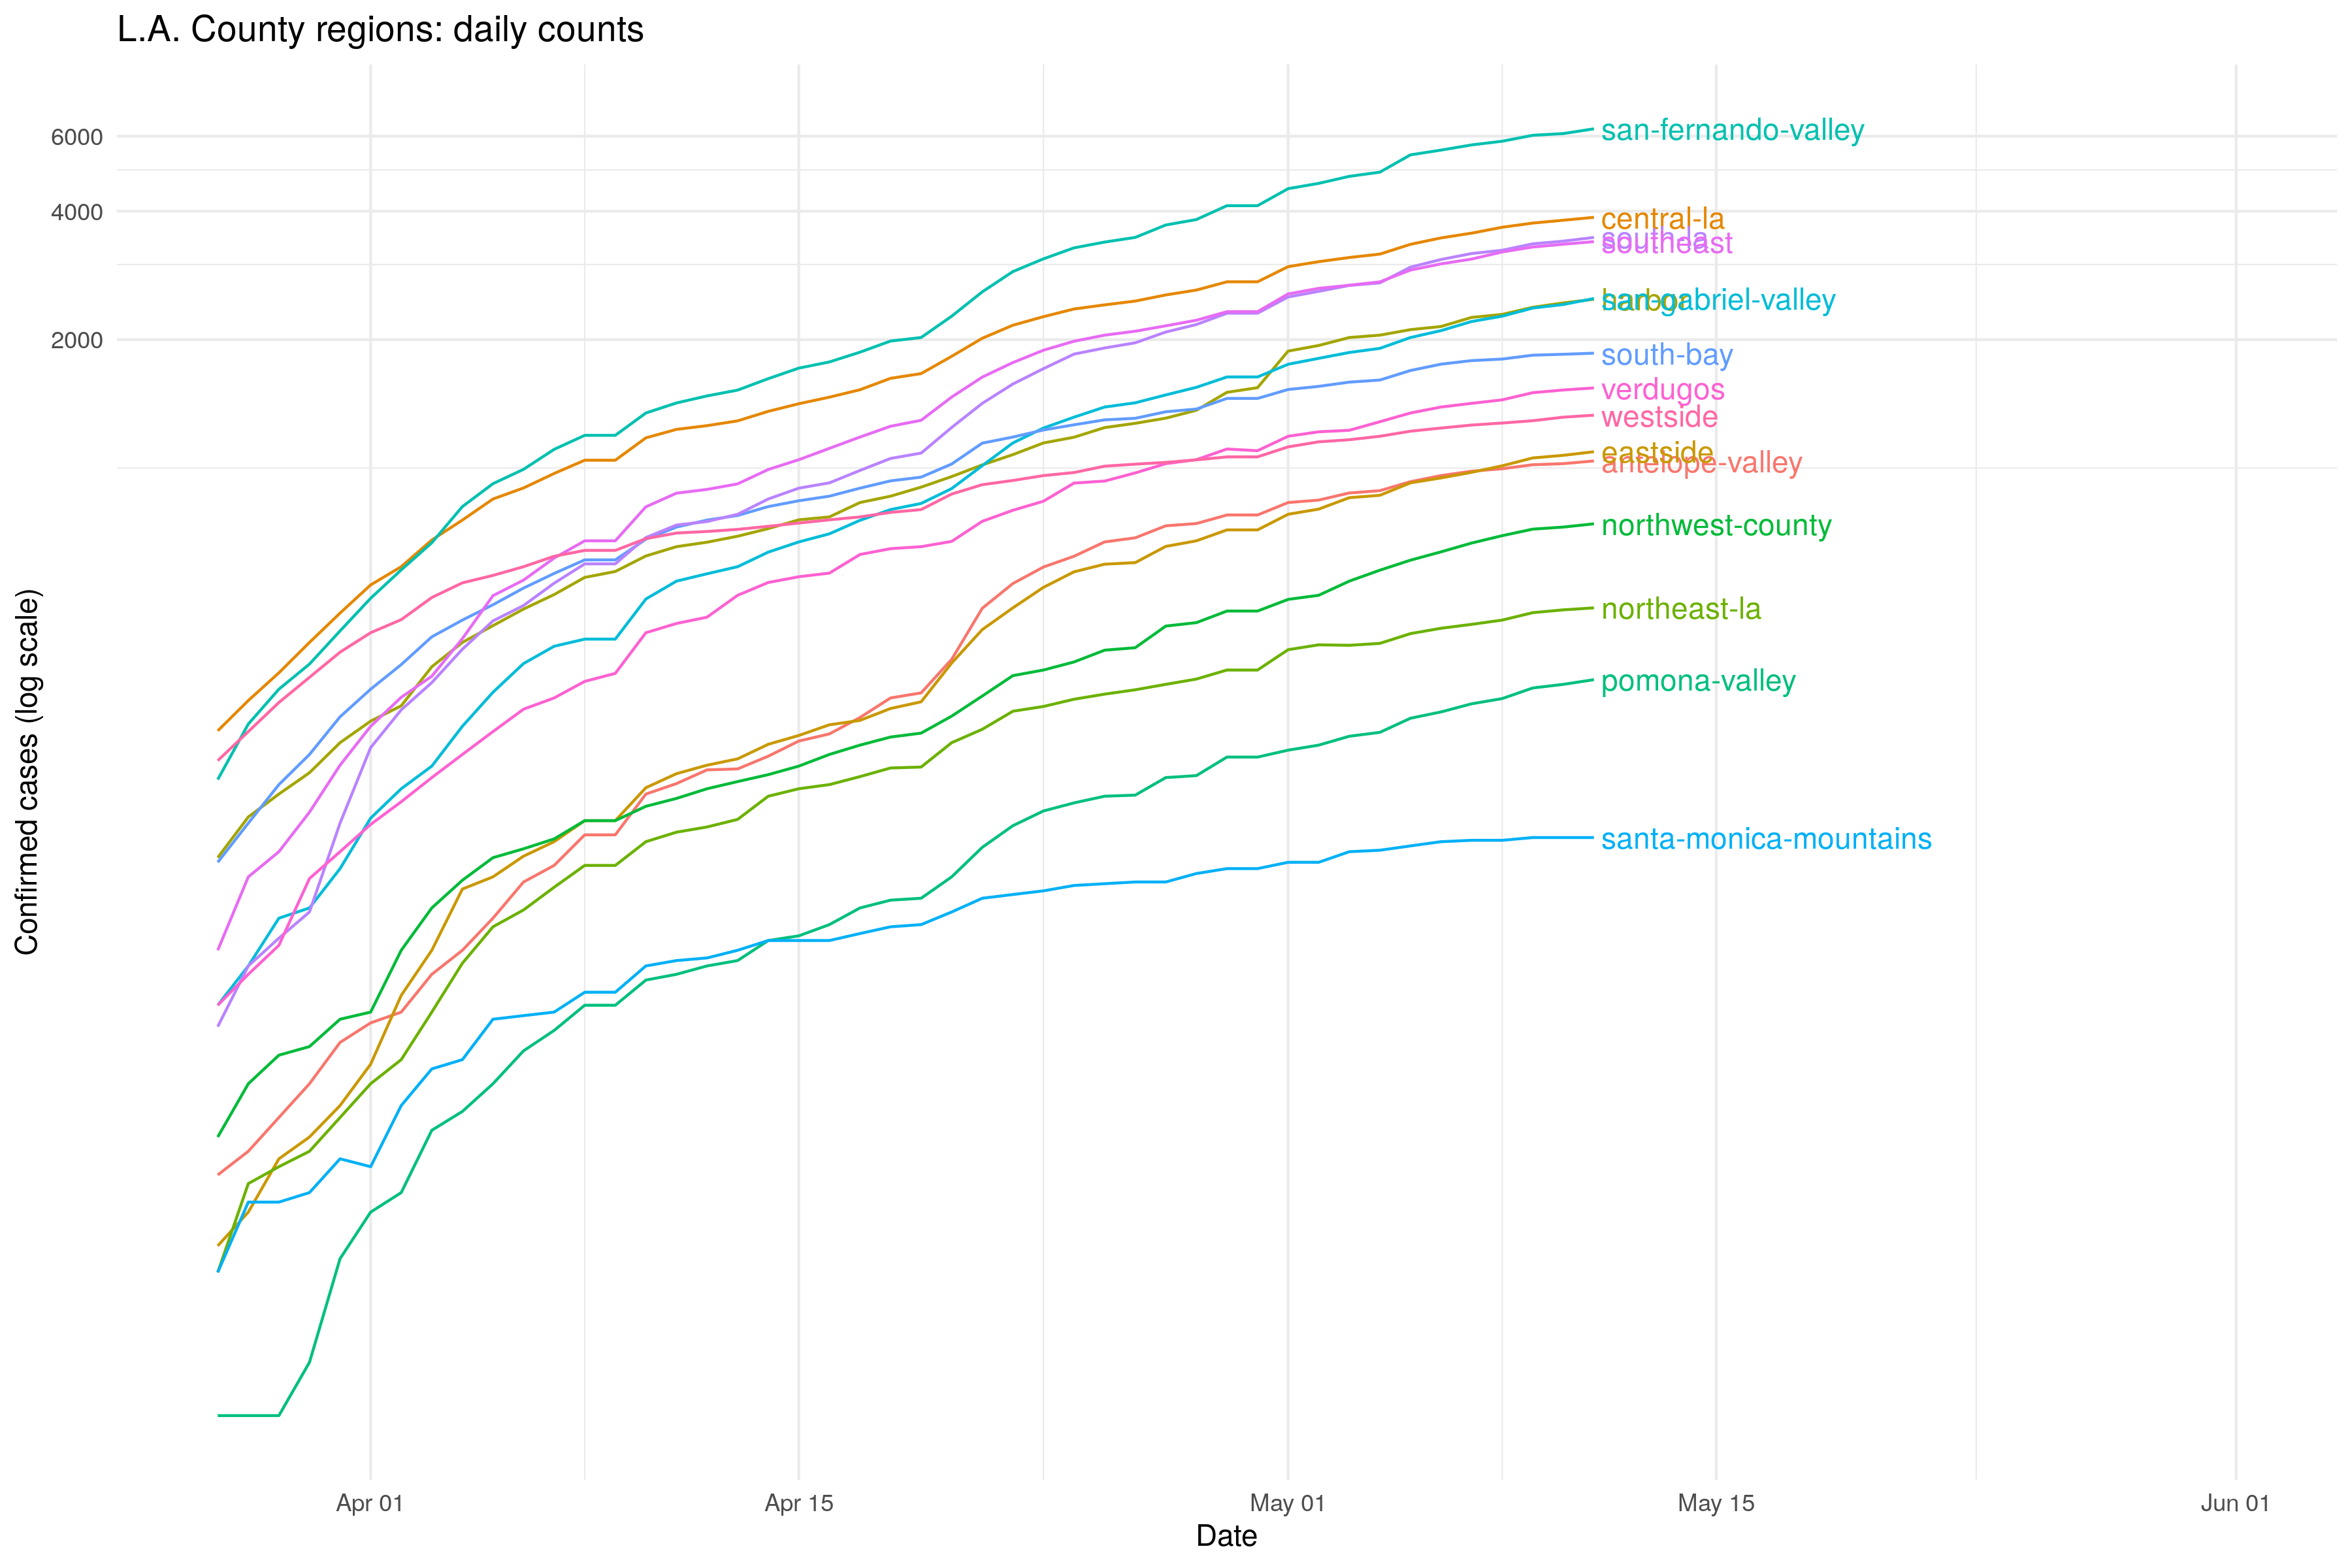 L.A. County regions: daily counts
6000
4000
2000
Confirmed cases (log scale)
san-fernando-valley
central-la
south-la
southeast
harbor
san-gabriel-valley
south-bay
verdugos
westside
eastside
antelope-valley
northwest-county
northeast-la
pomona-valley
santa-monica-mountains
Apr 01
Apr 15
May 01
May 15
Jun 01
Date